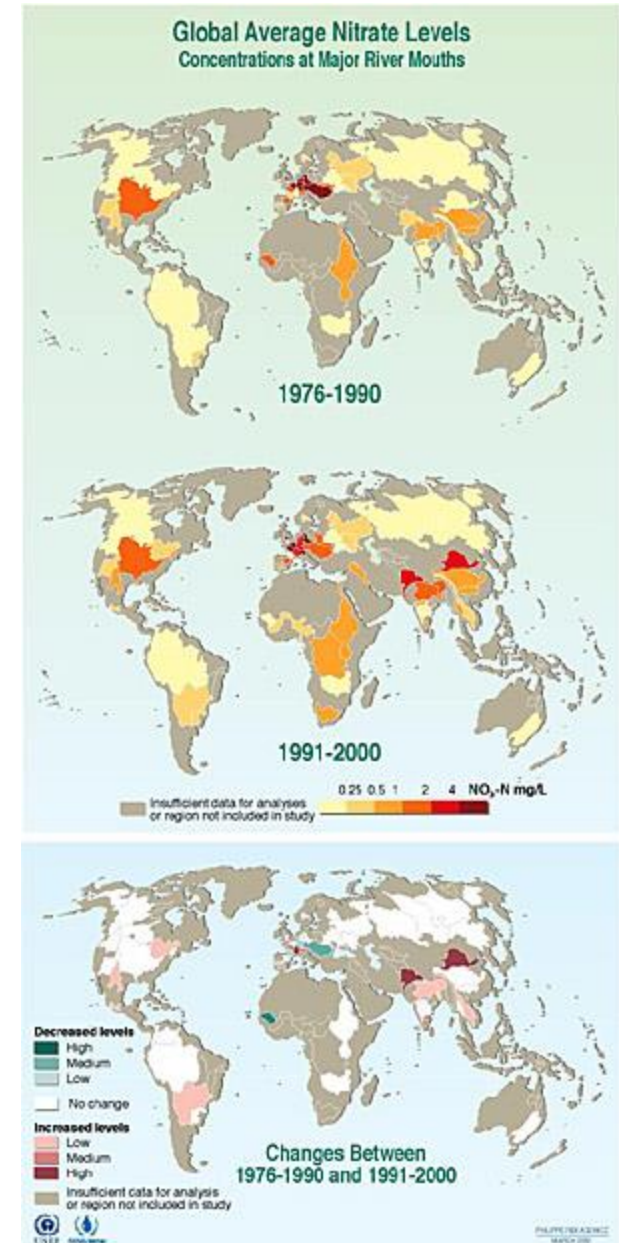 Global Average Nitrate Levels
Concentrations at Major River Mouths
1976-1990
1991-2000
0.25 0.5 1 2 4 NOx-N mg/L
Insufficient data for analyses
or region not included in study
Decreased levels
High
Medium
Low
No change
Increased levels
Low
Medium
High
Insufficient data for analysis
or region not included in study
Changes Between
1976-1990 and 1991-2000
UNEP